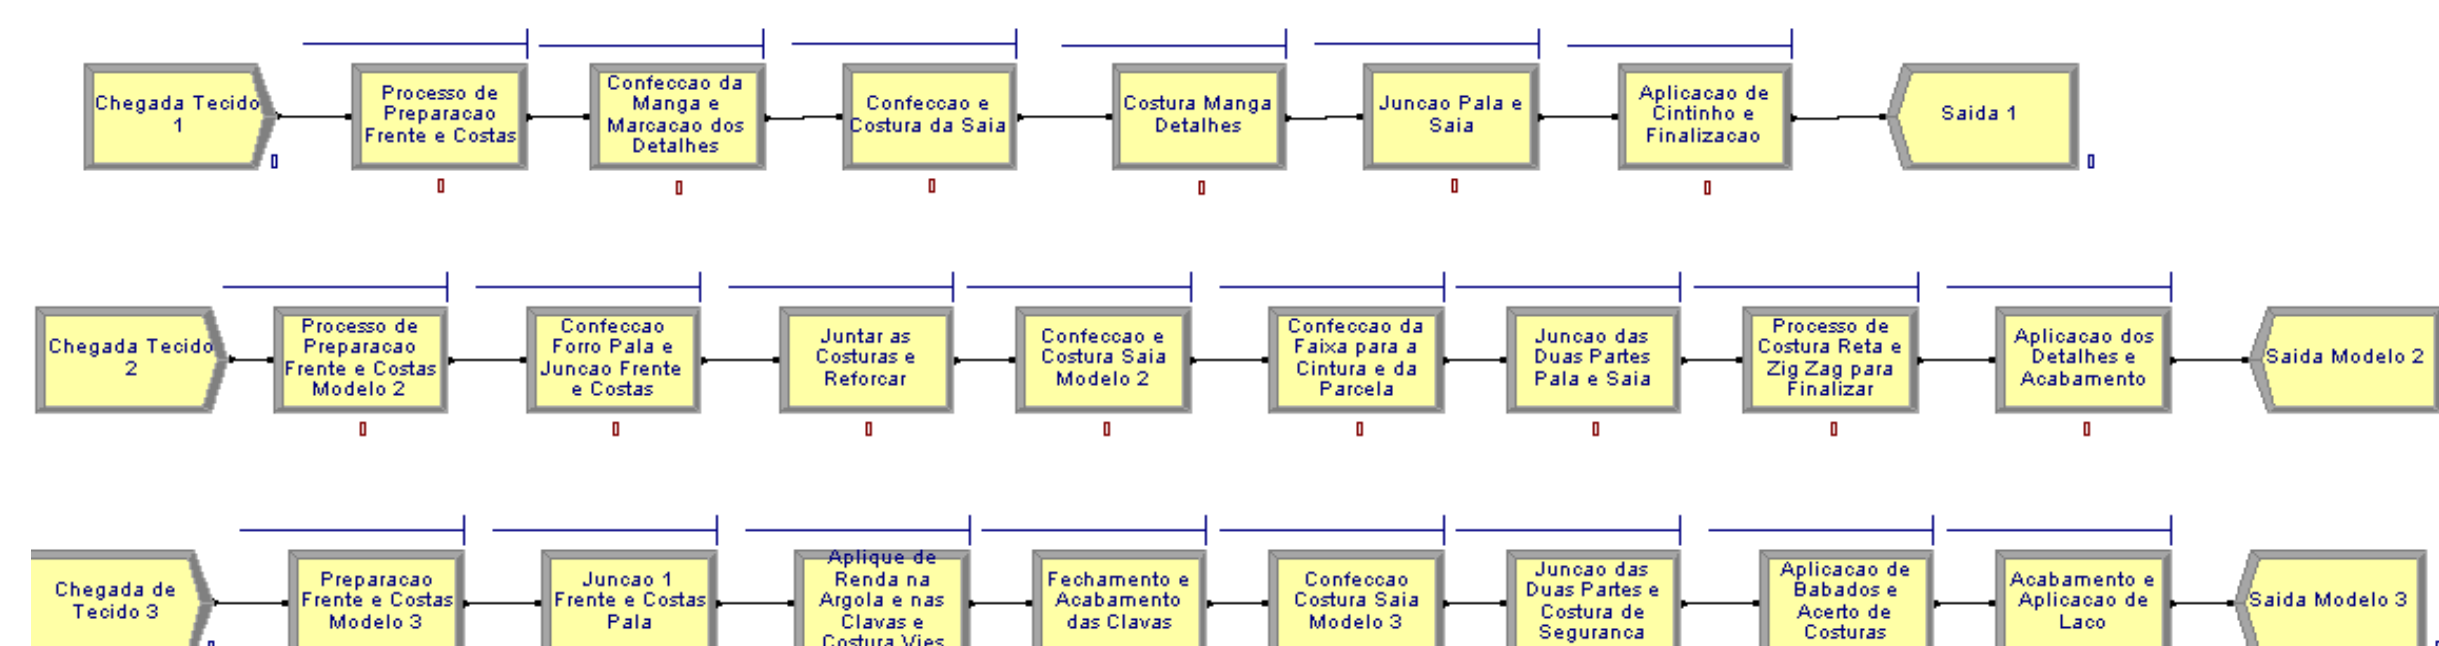 Chegada Tecido
1
Processo de
Preparacao
Frente e Costas
Confeccao da
Manga e
Marcacao dos
Detalhes
Confeccao e
Costura da Saia
Costura Manga
Detalhes
Juncao Pala e
Saia
Aplicacao de
Cintinho e
Finalizacao
Saida 1
Chegada Tecido
2
Processo de
Preparacao
Frente e Costas
Modelo 2
Confeccao
Forro Pala e
Juncao Frente
e Costas
Juntar as
Costuras e
Reforcar
Confeccao e
Costura Saia
Modelo 2
Confeccao da
Faixa para a
Cintura e da
Parcela
Juncao das
Duas Partes
Pala e Saia
Processo de
Costura Reta e
Zig Zag para
Finalizar
Aplicacao dos
Detalhes e
Acabamento
Saida Modelo 2
Chegada de
Tecido 3
Preparacao
Frente e Costas
Modelo 3
Juncao 1
Frente e Costas
Pala
Aplique de
Renda na
Argola e nas
Clavas e
Costura Vies
Fechamento e
Acabamento
das Clavas
Confeccao
Costura Saia
Modelo 3
Juncao das
Duas Partes e
Costura de
Seguranca
Aplicacao de
Babados e
Acerto de
Costuras
Acabamento e
Aplicacao de
Laco
Saida Modelo 3